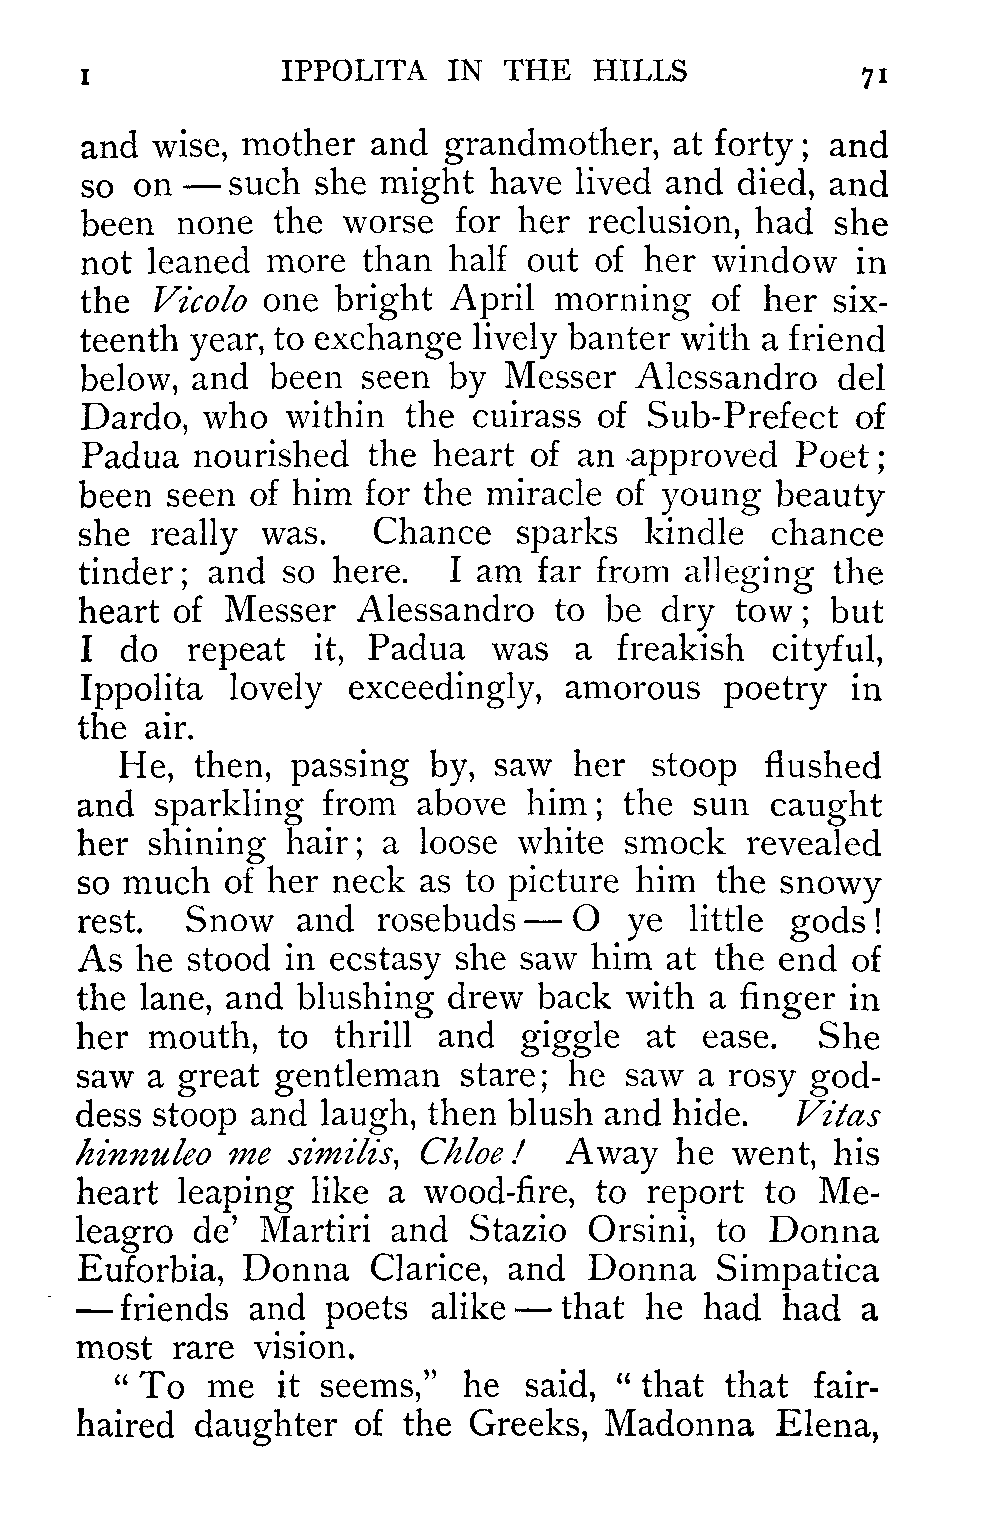 I IPPOLITA IN THE HILLS 71
and wise, mother and grandmother, at forty; and
so on — such she might have lived and died, and
been none the worse for her reclusion, had she
not leaned more than half out of her window in
the Vicolo one bright April morning of her six-
teenth year, to exchange lively banter with a friend
below, and been seen by Messer Alessandro del
Dardo, who within the cuirass of Sub-Prefect of
Padua nourished the heart of an approved Poet;
been seen of him for the miracle of young beauty
she really was. Chance sparks kindle chance
tinder; and so here. I am far from alleging the
heart of Messer Alessandro to be dry tow; but
I do repeat it, Padua was a freakish cityful,
Ippolita lovely exceedingly, amorous poetry in
the air.
He, then, passing by, saw her stoop flushed
and sparkling from above him; the sun caught
her shining hair; a loose white smock revealed
so much of her neck as to picture him the snowy
rest. Snow and rosebuds — O ye little gods!
As he stood in ecstasy she saw him at the end of
the lane, and blushing drew back with a finger in
her mouth, to thrill and giggle at ease. She
saw a great gentleman stare; he saw a rosy god-
dess stoop and laugh, then blush and hide. Vitas
hinnuleo me similis, Chloe! Away he went, his
heart leaping like a wood-fire, to report to Me-
leagro de' Martiri and Stazio Orsini, to Donna
Euforbia, Donna Clarice, and Donna Simpatica
— friends and poets alike — that he had had a
most rare vision.
“To me it seems,” he said, “that that fair-
haired daughter of the Greeks, Madonna Elena,